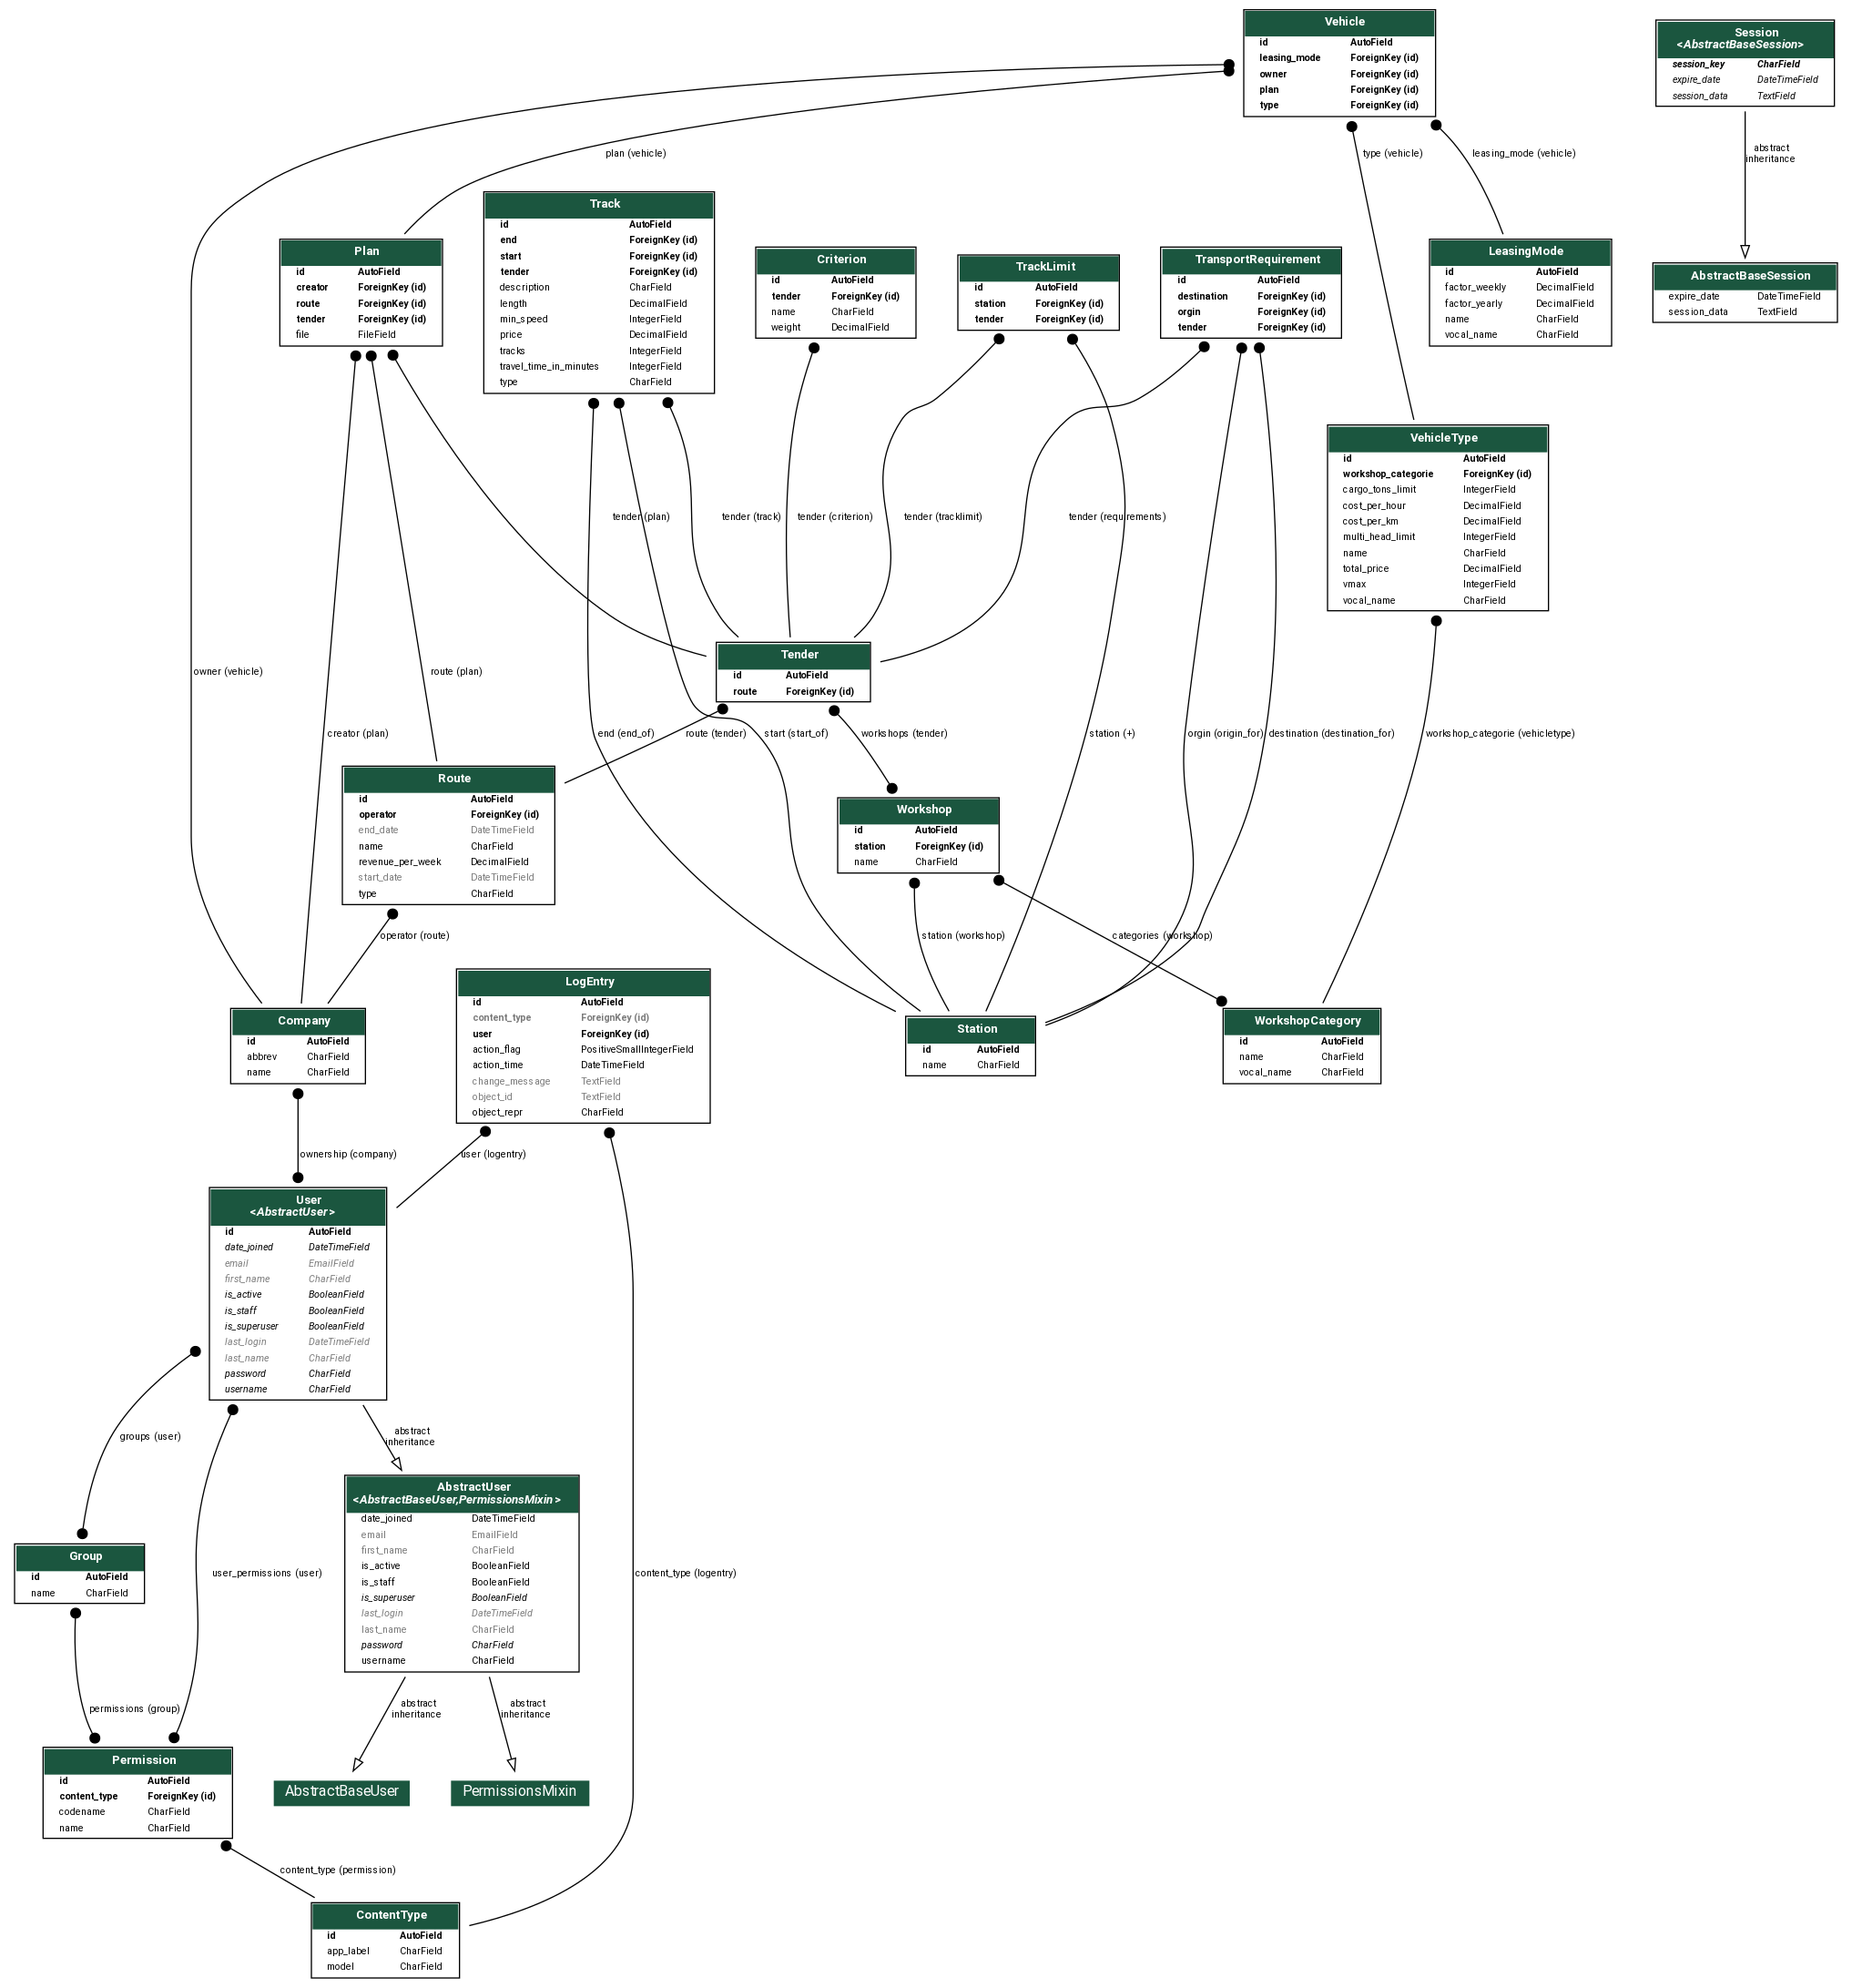 Vehicle
id AutoField
leasing_mode ForeignKey (id)
owner ForeignKey (id)
plan ForeignKey (id)
type ForeignKey (id)
Session
<AbstractBaseSession>
session_key CharField
expire_date DateTimeField
session_data TextField
plan (vehicle)
type (vehicle)
leasing_mode (vehicle)
abstract
inheritance
Track
id AutoField
end ForeignKey (id)
start ForeignKey (id)
tender ForeignKey (id)
description CharField
length DecimalField
min_speed IntegerField
price DecimalField
tracks IntegerField
travel_time_in_minutes IntegerField
type CharField
Plan
id AutoField
creator ForeignKey (id)
route ForeignKey (id)
tender ForeignKey (id)
file FileField
Criterion
id AutoField
tender ForeignKey (id)
name CharField
weight DecimalField
TrackLimit
id AutoField
station ForeignKey (id)
tender ForeignKey (id)
TransportRequirement
id AutoField
destination ForeignKey (id)
orgin ForeignKey (id)
tender ForeignKey (id)
LeasingMode
id AutoField
factor_weekly DecimalField
factor_yearly DecimalField
name CharField
vocal_name CharField
AbstractBaseSession
expire_date DateTimeField
session_data TextField
VehicleType
id AutoField
workshop_categorie ForeignKey (id)
cargo_tons_limit IntegerField
cost_per_hour DecimalField
cost_per_km DecimalField
multi_head_limit IntegerField
name CharField
total_price DecimalField
vmax IntegerField
vocal_name CharField
tender (plan)
tender (track)
tender (criterion)
tender (tracklimit)
tender (requirements)
Tender
id AutoField
route ForeignKey (id)
owner (vehicle)
route (plan)
creator (plan)
end (end_of)
route (tender)
start (start_of)
workshops (tender)
station (+)
orgin (origin_for)
destination (destination_for)
workshop_categorie (vehicletype)
Route
id AutoField
operator ForeignKey (id)
end_date DateTimeField
name CharField
revenue_per_week DecimalField
start_date DateTimeField
type CharField
Workshop
id AutoField
station ForeignKey (id)
name CharField
operator (route)
station (workshop)
categories (workshop)
LogEntry
id AutoField
content_type ForeignKey (id)
user ForeignKey (id)
action_flag PositiveSmallIntegerField
action_time DateTimeField
change_message TextField
object_id TextField
object_repr CharField
Company
id AutoField
abbrev CharField
name CharField
Station
id AutoField
name CharField
WorkshopCategory
id AutoField
name CharField
vocal_name CharField
ownership (company)
user (logentry)
User
<AbstractUser>
id AutoField
date_joined DateTimeField
email EmailField
first_name CharField
is_active BooleanField
is_staff BooleanField
is_superuser BooleanField
last_login DateTimeField
last_name CharField
password CharField
username CharField
groups (user)
abstract
inheritance
AbstractUser
<AbstractBaseUser,PermissionsMixin>
date_joined DateTimeField
email EmailField
first_name CharField
is_active BooleanField
is_staff BooleanField
is_superuser BooleanField
last_login DateTimeField
last_name CharField
password CharField
username CharField
Group
id AutoField
name CharField
user_permissions (user)
content_type (logentry)
permissions (group)
abstract
inheritance
abstract
inheritance
Permission
id AutoField
content_type ForeignKey (id)
codename CharField
name CharField
AbstractBaseUser
PermissionsMixin
content_type (permission)
ContentType
id AutoField
app_label CharField
model CharField